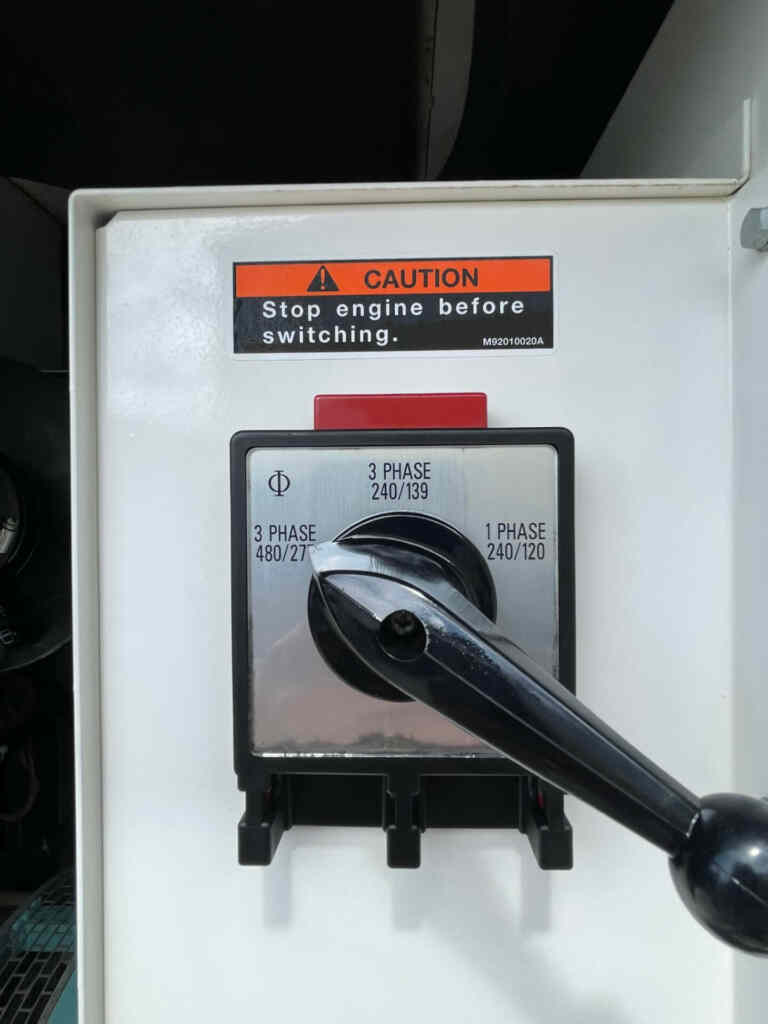 CAUTION
Stop engine before
switching.
M92010020A
Φ
3 PHASE
240/139
3 PHASE
1 PHASE
240/120